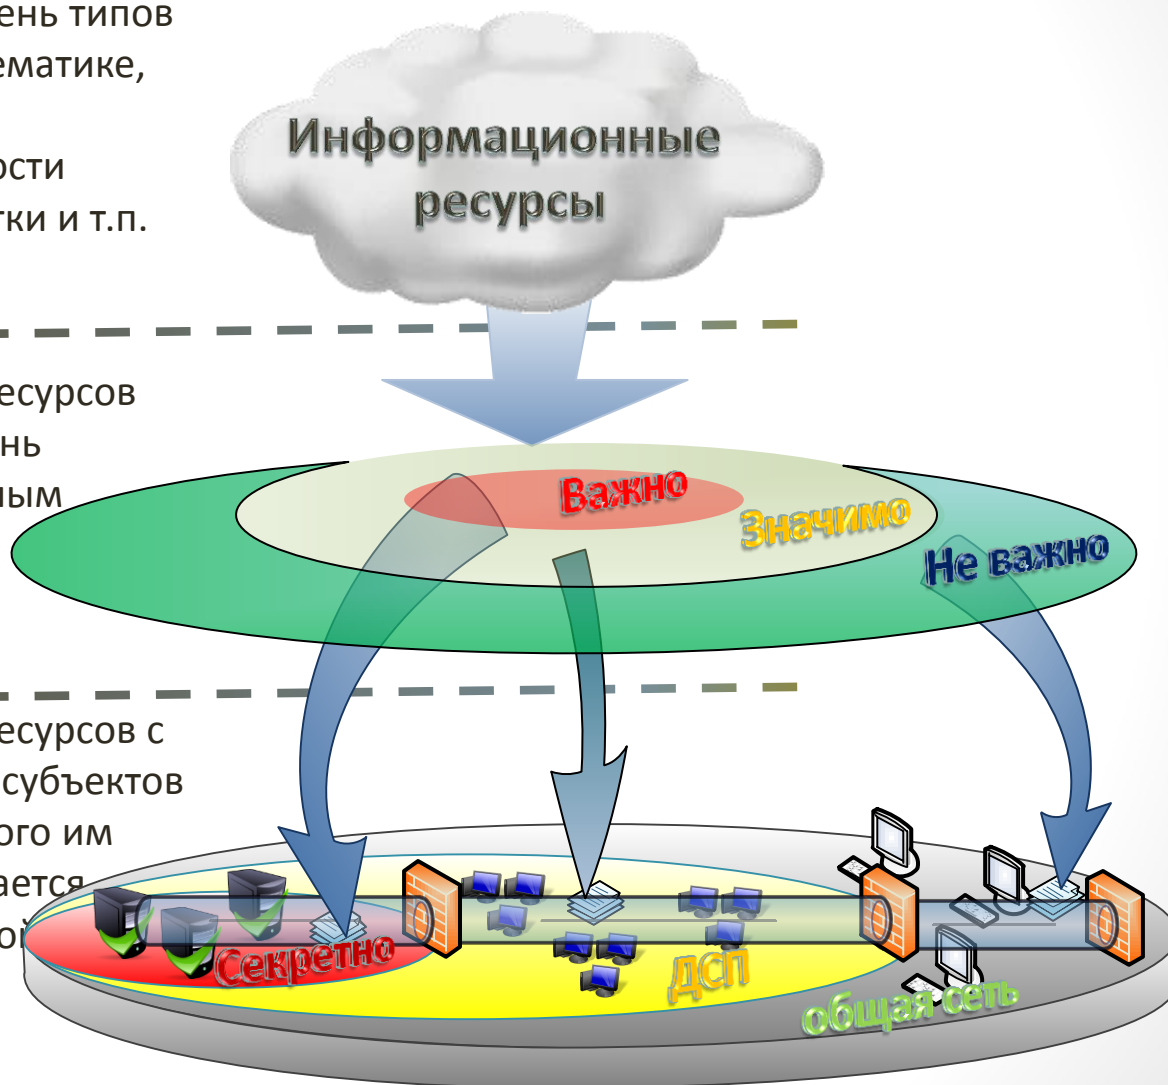 ень типов
ематике,
ости
тки и т.п.
Информационные
ресурсы
есурсов
нь
ным
Важно
Значимо
Не важно
есурсов с
субъектов
ого им
ается
ой
Секретно
ДСП
общая сеть